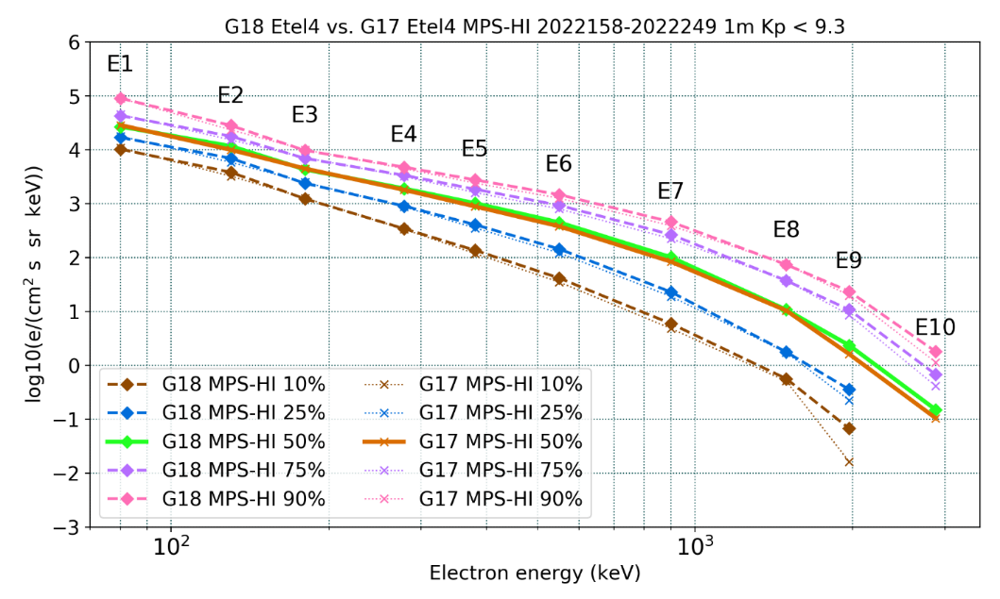 G18 Etel4 vs. G17 Etel4 MPS-HI 2022158-2022249 1m Kp < 9.3
log10(e/(cm² s sr keV))
6
5
4
3
2
1
0
−1
−2
−3
E1
E2
E3
E4
E5
E6
E7
E8
E9
E10
G18 MPS-HI 10% G17 MPS-HI 10%
G18 MPS-HI 25% G17 MPS-HI 25%
G18 MPS-HI 50% G17 MPS-HI 50%
G18 MPS-HI 75% G17 MPS-HI 75%
G18 MPS-HI 90% G17 MPS-HI 90%
10² 10³
Electron energy (keV)